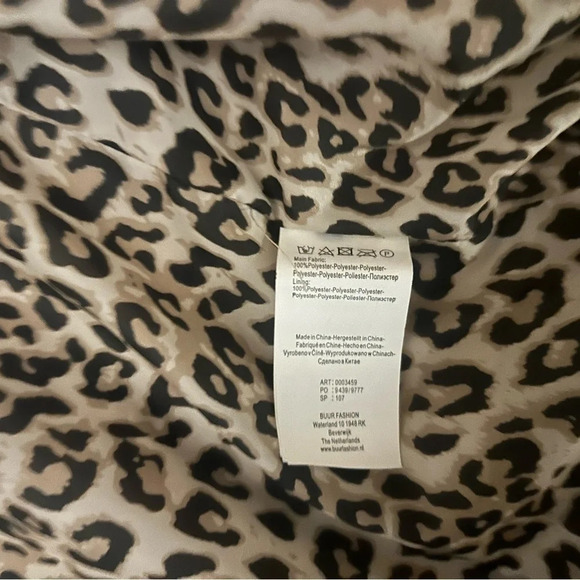 Main Fabric:
100%Polyester-Polyester-Polyester-
Polyester-Polyester-Poliester-Полиэстер
Lining:
100%Polyester-Polyester-Polyester-
Polyester-Polyester-Poliester-Полиэстер
Made in China-Hergestellt in China-
Fabriqué en Chine-Hecho en China-
Vyrobeno v Číně-Wyprodukowano w Chinach-
Сделано в Китае
ART: 0003459
PO : 9438/9777
SP : 107
BUUR FASHION
Waterland 10 1948 RK
Beverwijk
The Netherlands
www.buurfashion.nl